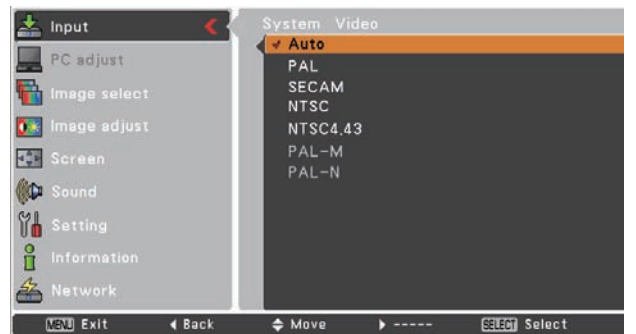 Input
PC adjust
Image select
Image adjust
Screen
Sound
Setting
Information
Network
System Video
Auto
PAL
SECAM
NTSC
NTSC4.43
PAL-M
PAL-N
MENU Exit Back Move ----- SELECT Select